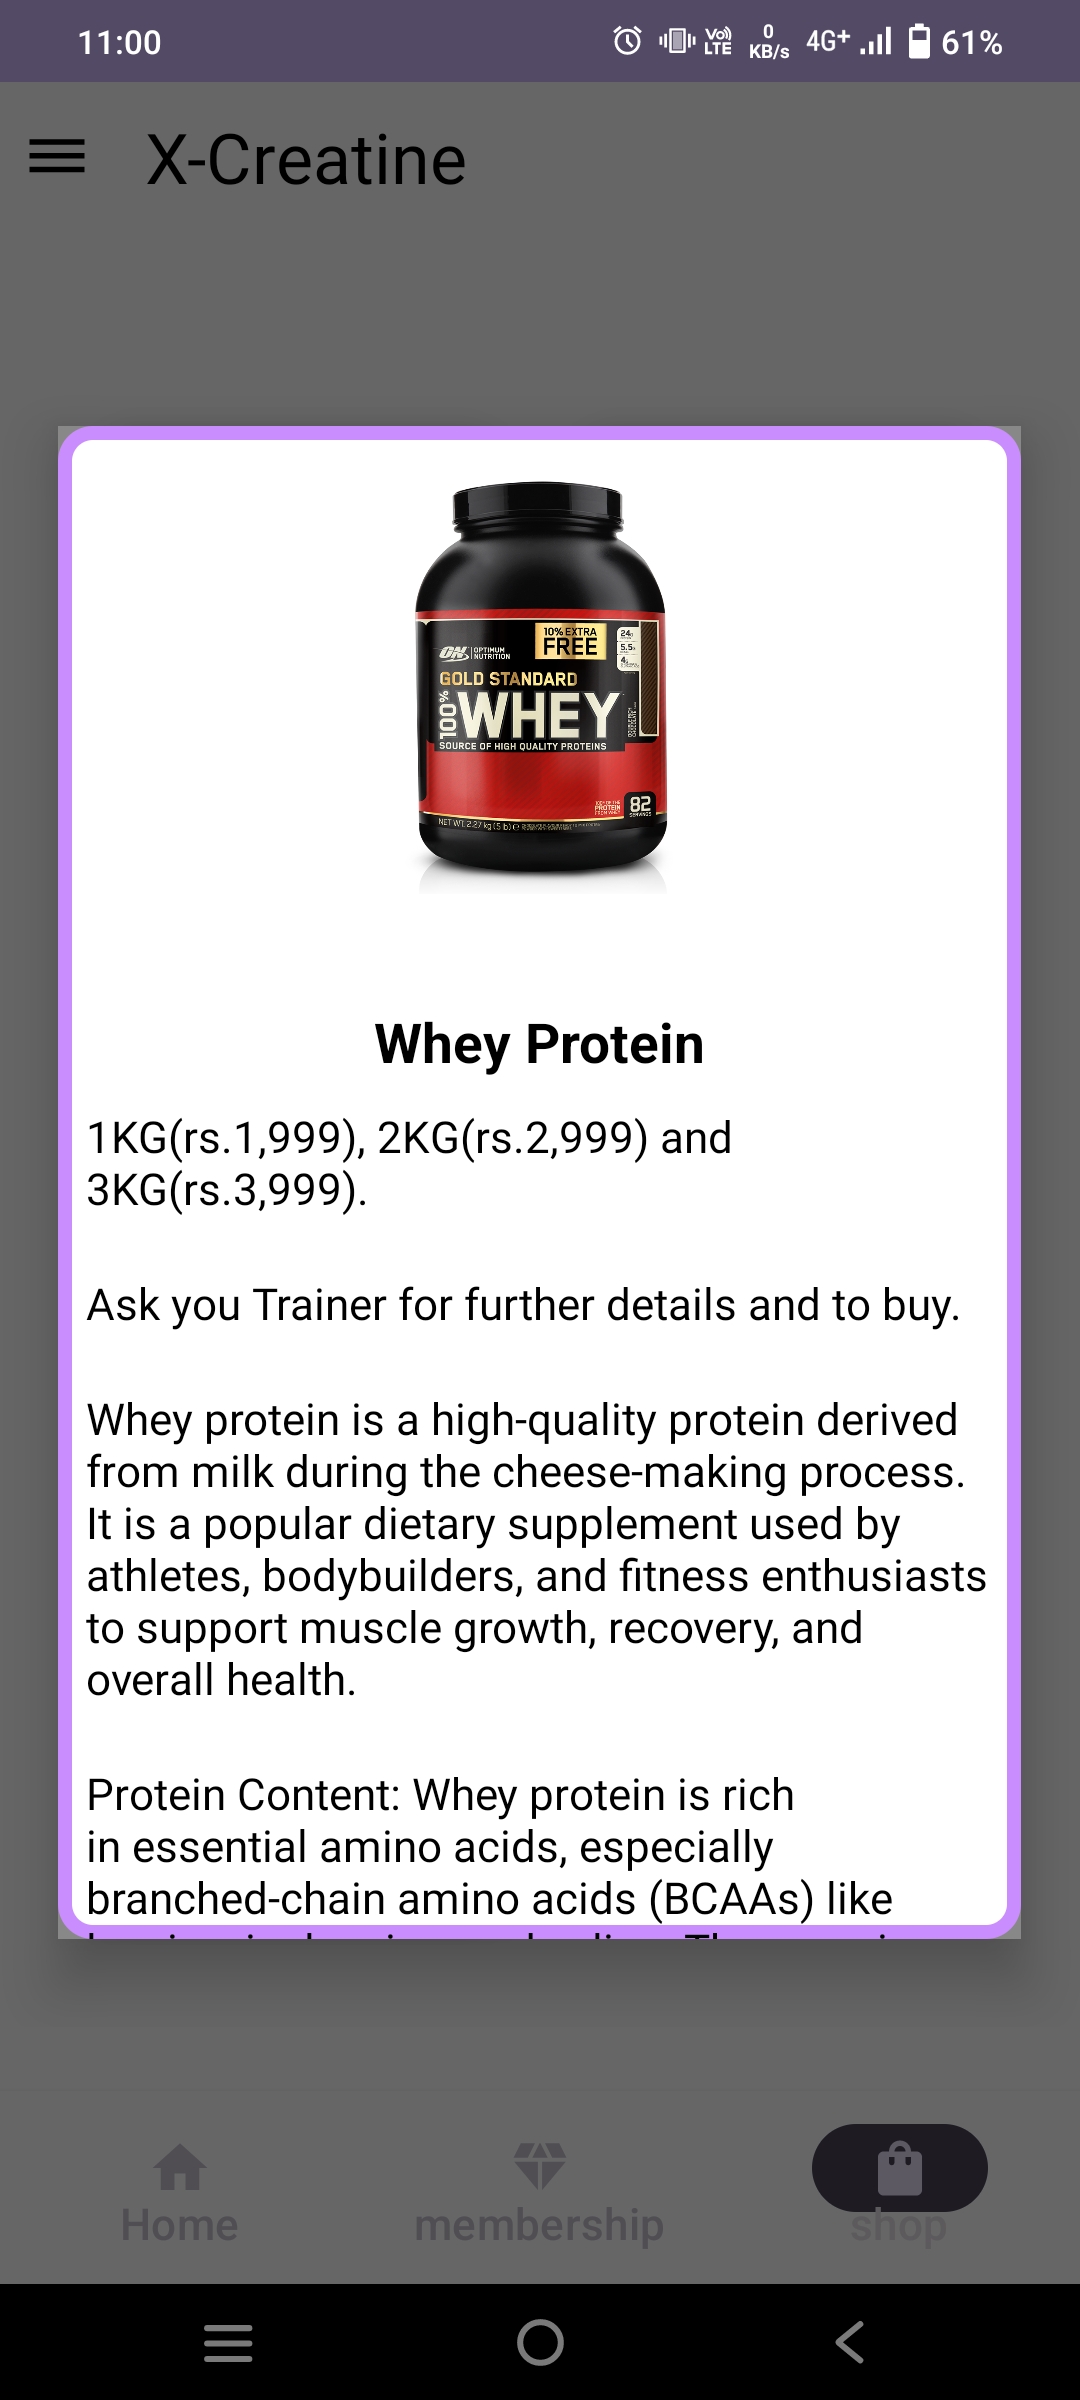 11:00
Vo))
LTE
0
KB/s
4G+
61%
X-Creatine
10% EXTRA
FREE
ON OPTIMUM
NUTRITION
24g
5.5g
4g
GOLD STANDARD
100% WHEY
SOURCE OF HIGH QUALITY PROTEINS
82
SERVINGS
NET WT. 2.27 kg (5 lb) e
Whey Protein
1KG(rs.1,999), 2KG(rs.2,999) and
3KG(rs.3,999).
Ask you Trainer for further details and to buy.
Whey protein is a high-quality protein derived
from milk during the cheese-making process.
It is a popular dietary supplement used by
athletes, bodybuilders, and fitness enthusiasts
to support muscle growth, recovery, and
overall health.
Protein Content: Whey protein is rich
in essential amino acids, especially
branched-chain amino acids (BCAAs) like
Home
membership
shop